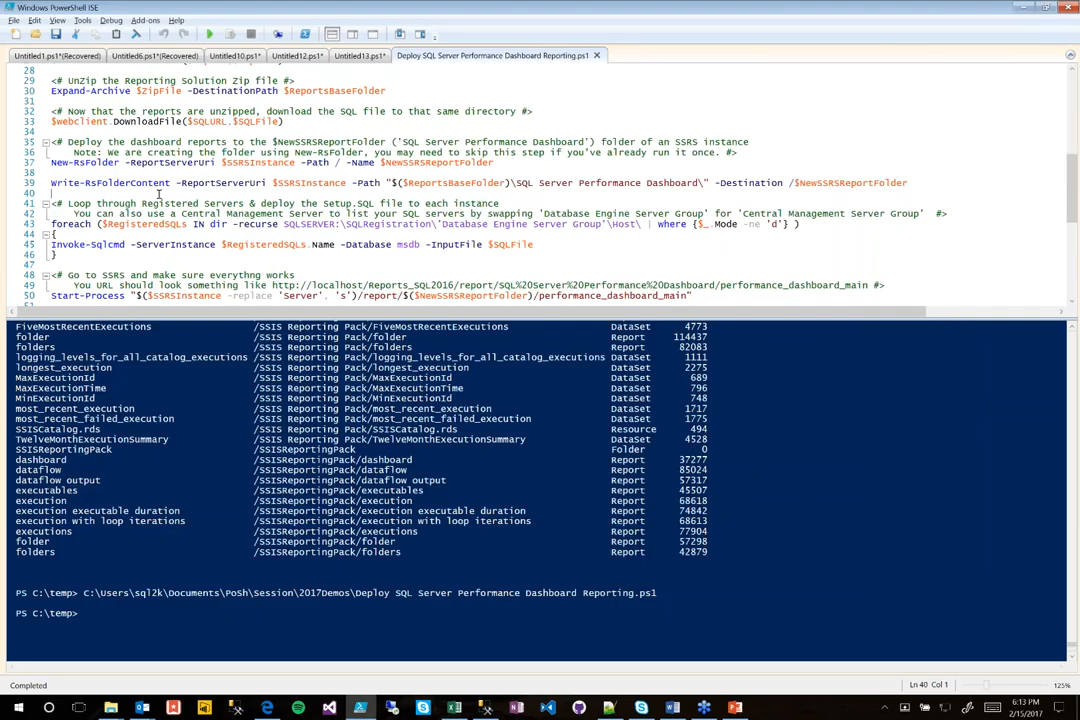 Windows PowerShell ISE
File Edit View Tools Debug Add-ons Help
Untitled1.ps1*(Recovered) Untitled6.ps1*(Recovered) Untitled10.ps1* Untitled12.ps1* Untitled13.ps1* Deploy SQL Server Performance Dashboard Reporting.ps1
28
29 <# UnZip the Reporting Solution Zip file #>
30 Expand-Archive $ZipFile -DestinationPath $ReportsBaseFolder
31
32 <# Now that the reports are unzipped, download the SQL file to that same directory #>
33 $webclient.DownloadFile($SQLURL,$SQLFile)
34
35 <# Deploy the dashboard reports to the $NewSSRSReportFolder ('SQL Server Performance Dashboard') folder of an SSRS instance
36 Note: We are creating the folder using New-RsFolder, you may need to skip this step if you've already run it once. #>
37 New-RsFolder -ReportServerUri $SSRSInstance -Path / -Name $NewSSRSReportFolder
38
39 Write-RsFolderContent -ReportServerUri $SSRSInstance -Path "$($ReportsBaseFolder)\SQL Server Performance Dashboard\" -Destination /$NewSSRSReportFolder
40
41 <# Loop through Registered Servers & deploy the Setup.SQL file to each instance
42 You can also use a Central Management Server to list your SQL servers by swapping 'Database Engine Server Group' for 'Central Management Server Group' #>
43 foreach ($RegisteredSQLs IN dir -recurse SQLSERVER:\SQLRegistration\'Database Engine Server Group'\Host\ | where {$_.Mode -ne 'd'} )
44 {
45 Invoke-Sqlcmd -ServerInstance $RegisteredSQLs.Name -Database msdb -InputFile $SQLFile
46 }
47
48 <# Go to SSRS and make sure everythng works
49 You URL should look something like http://localhost/Reports_SQL2016/report/SQL%20Server%20Performance%20Dashboard/performance_dashboard_main #>
50 Start-Process "$($SSRSInstance -replace 'Server', 's')/report/$($NewSSRSReportFolder)/performance_dashboard_main"
FiveMostRecentExecutions /SSIS Reporting Pack/FiveMostRecentExecutions DataSet 4773
folder /SSIS Reporting Pack/folder Report 114437
folders /SSIS Reporting Pack/folders Report 82083
logging_levels_for_all_catalog_executions /SSIS Reporting Pack/logging_levels_for_all_catalog_executions DataSet 1111
longest_execution /SSIS Reporting Pack/longest_execution DataSet 2275
MaxExecutionId /SSIS Reporting Pack/MaxExecutionId DataSet 689
MaxExecutionTime /SSIS Reporting Pack/MaxExecutionTime DataSet 796
MinExecutionId /SSIS Reporting Pack/MinExecutionId DataSet 748
most_recent_execution /SSIS Reporting Pack/most_recent_execution DataSet 1717
most_recent_failed_execution /SSIS Reporting Pack/most_recent_failed_execution DataSet 1775
SSISCatalog.rds /SSIS Reporting Pack/SSISCatalog.rds Resource 494
TwelveMonthExecutionSummary /SSIS Reporting Pack/TwelveMonthExecutionSummary DataSet 4528
SSISReportingPack /SSISReportingPack Folder 0
dashboard /SSISReportingPack/dashboard Report 37277
dataflow /SSISReportingPack/dataflow Report 85024
dataflow output /SSISReportingPack/dataflow output Report 57317
executables /SSISReportingPack/executables Report 45507
execution /SSISReportingPack/execution Report 68618
execution executable duration /SSISReportingPack/execution executable duration Report 74842
execution with loop iterations /SSISReportingPack/execution with loop iterations Report 68613
executions /SSISReportingPack/executions Report 77904
folder /SSISReportingPack/folder Report 57298
folders /SSISReportingPack/folders Report 42879
PS C:\temp> C:\Users\sql2k\Documents\PoSh\Session\2017Demos\Deploy SQL Server Performance Dashboard Reporting.ps1
PS C:\temp>
Completed Ln 40 Col 1 125%
6:13 PM
2/15/2017